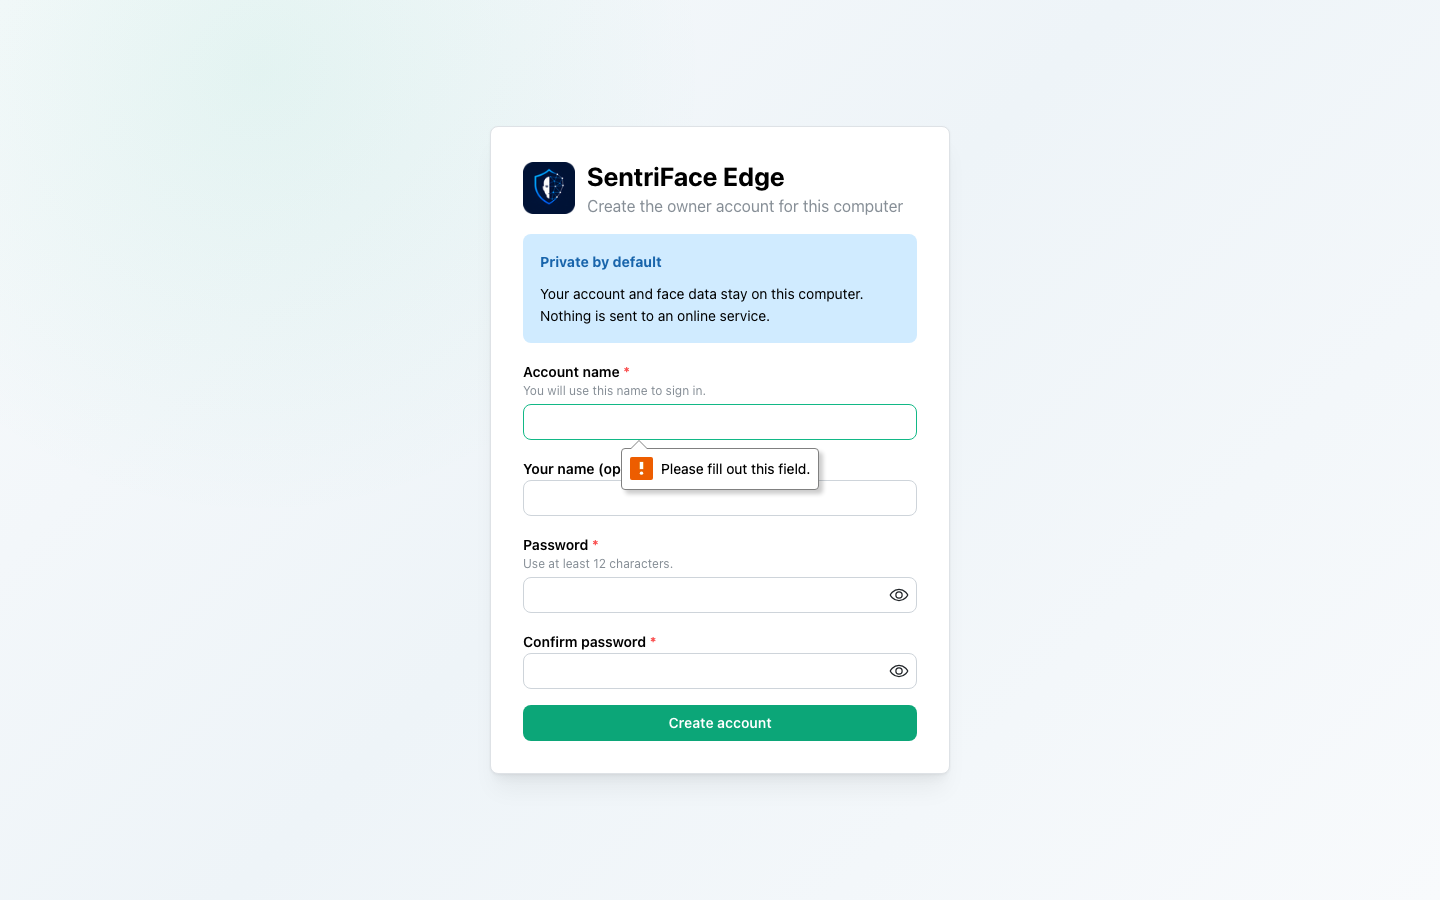 SentriFace Edge
Create the owner account for this computer
Private by default
Your account and face data stay on this computer.
Nothing is sent to an online service.
Account name *
You will use this name to sign in.
Please fill out this field.
Your name (op
Password *
Use at least 12 characters.
Confirm password *
Create account